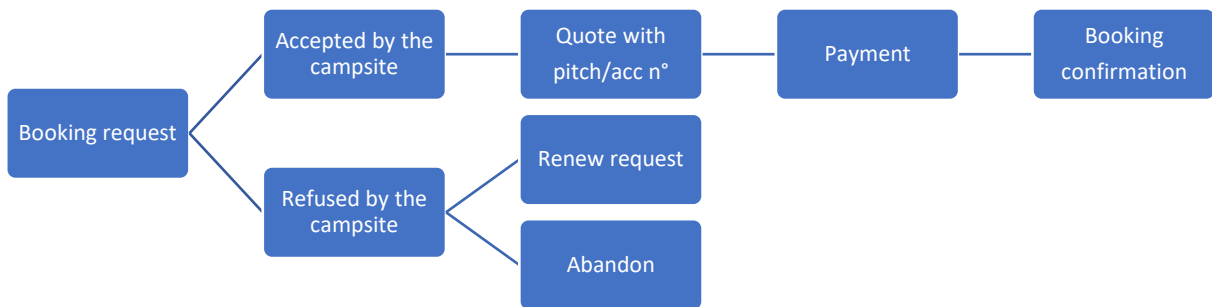 Booking request
Accepted by the
campsite
Quote with
pitch/acc n°
Payment
Booking
confirmation
Refused by the
campsite
Renew request
Abandon